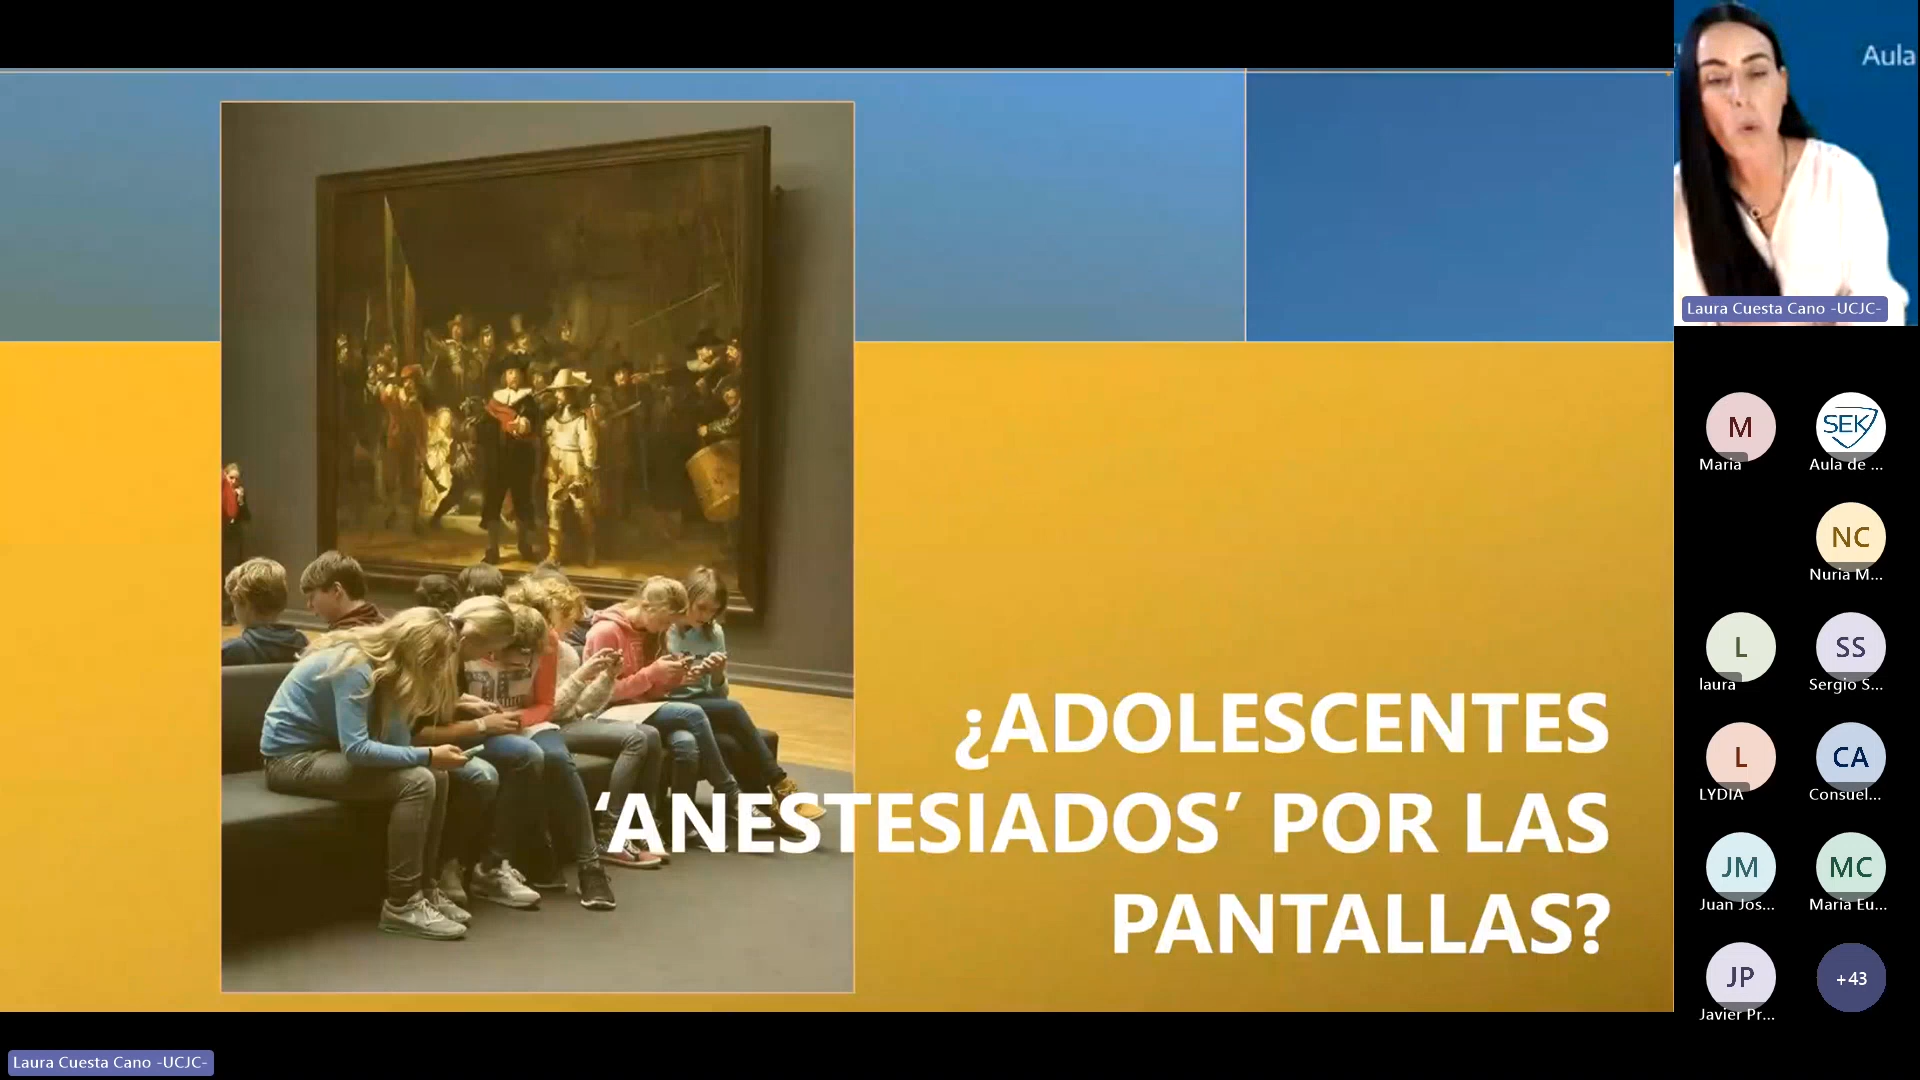 ¿ADOLESCENTES
‘ANESTESIADOS’ POR LAS
PANTALLAS?
Aula
Laura Cuesta Cano -UCJC-
M
Maria
SEK
Aula de ...
NC
Nuria M...
L
laura
SS
Sergio S...
L
LYDIA
CA
Consuel...
JM
Juan Jos...
MC
Maria Eu...
JP
Javier Pr...
+43
Laura Cuesta Cano -UCJC-